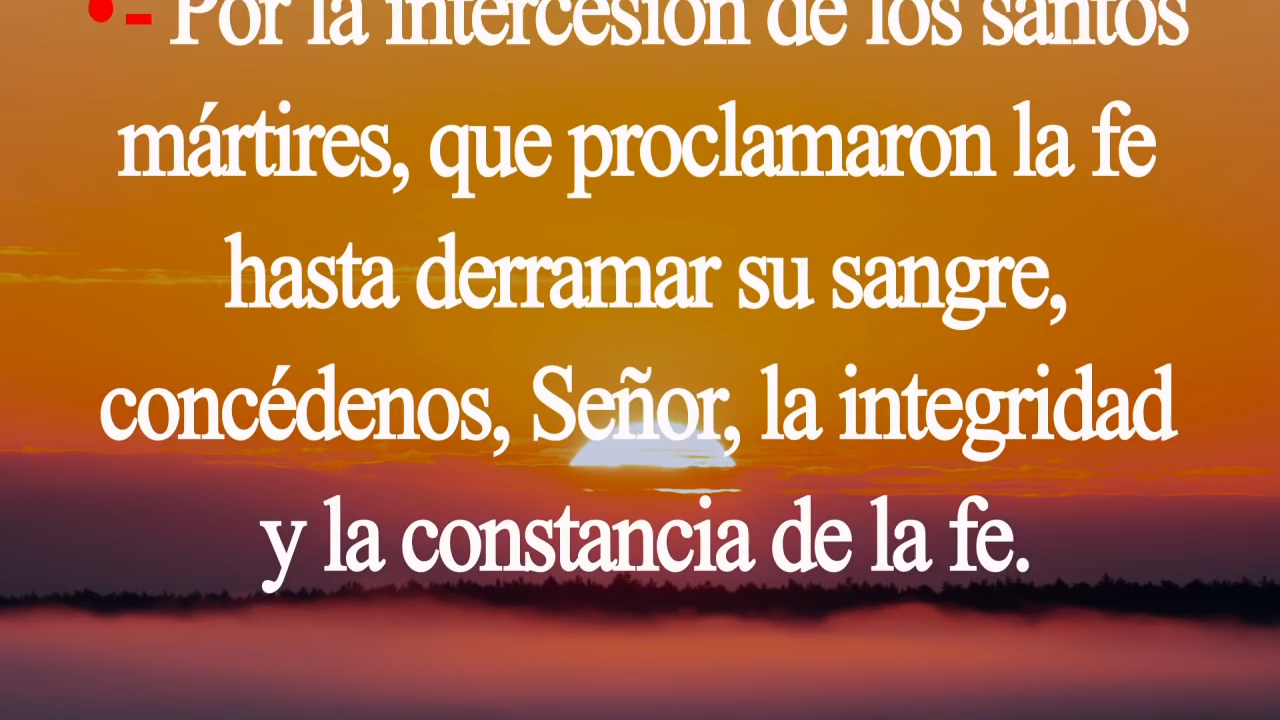 •- Por la intercesión de los santos
mártires, que proclamaron la fe
hasta derramar su sangre,
concédenos, Señor, la integridad
y la constancia de la fe.